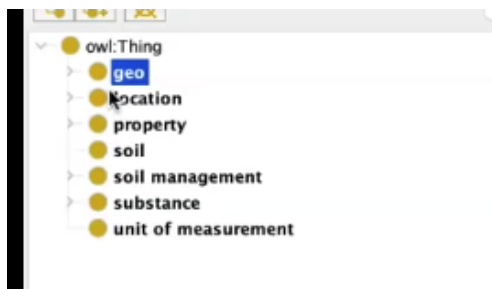 owl:Thing
geo
location
property
soil
soil management
substance
unit of measurement